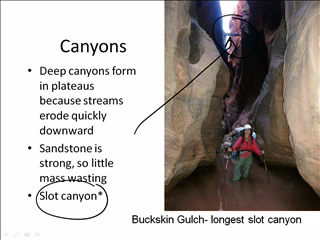 Canyons
• Deep canyons form
in plateaus
because streams
erode quickly
downward
• Sandstone is
strong, so little
mass wasting
• Slot canyon*
Buckskin Gulch- longest slot canyon